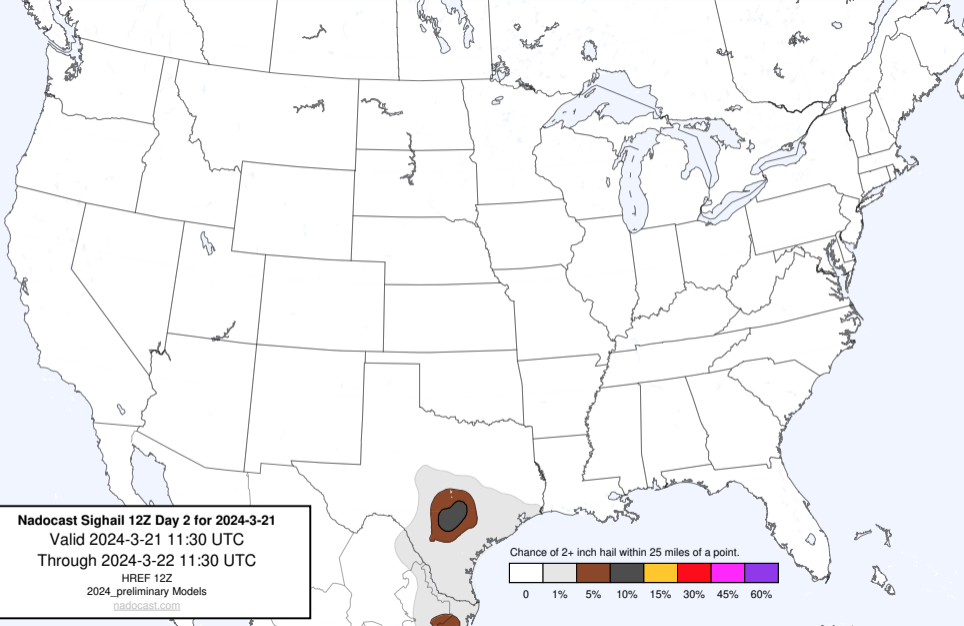 Nadocast Sighail 12Z Day 2 for 2024-3-21
Valid 2024-3-21 11:30 UTC
Through 2024-3-22 11:30 UTC
HREF 12Z
2024_preliminary Models
nadocast.com
Chance of 2+ inch hail within 25 miles of a point.
0 1% 5% 10% 15% 30% 45% 60%